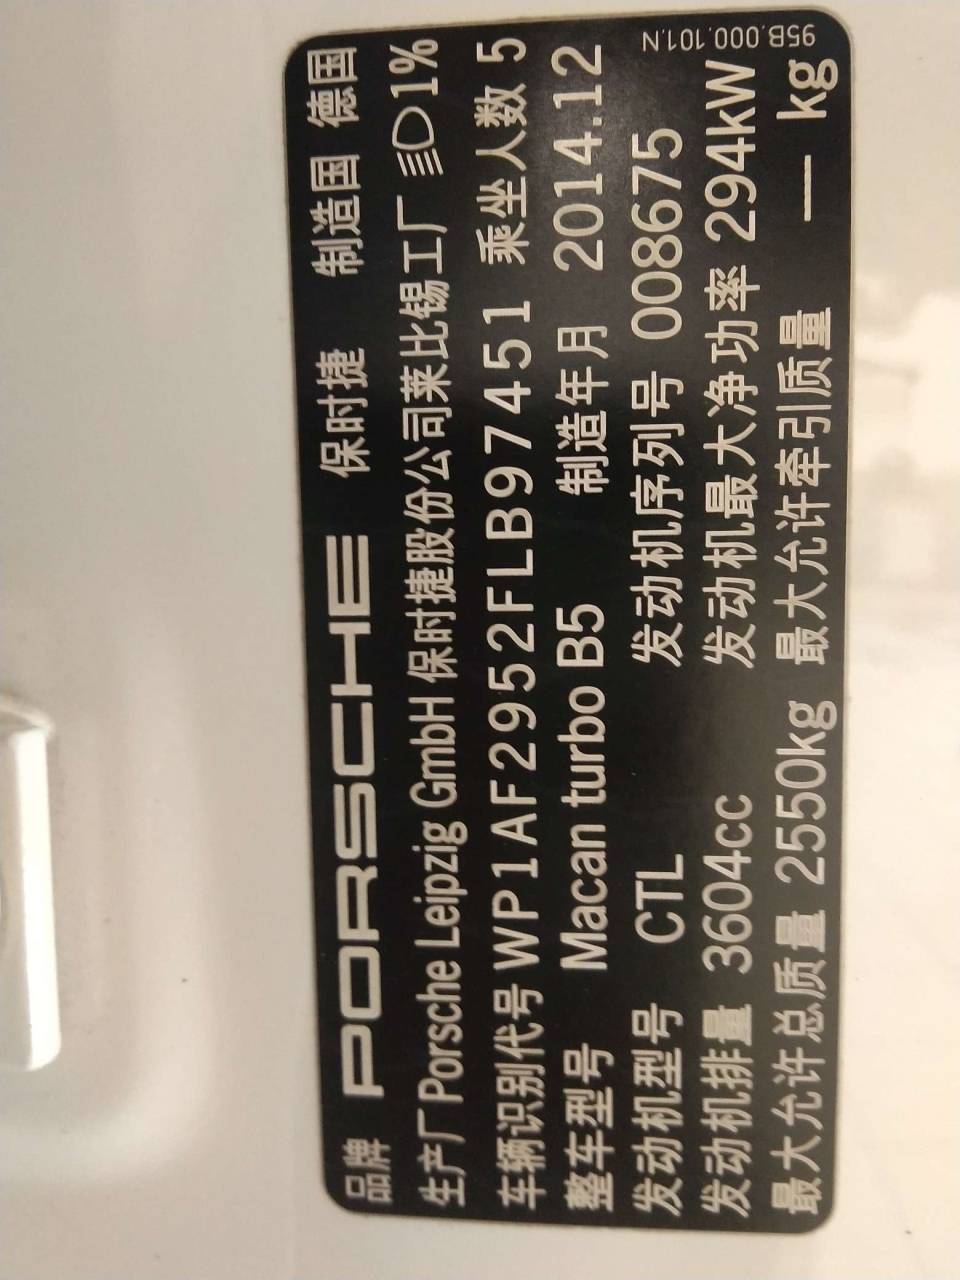 95B.000.101.N
品牌 PORSCHE 保时捷 制造国 德国
生产厂 Porsche Leipzig GmbH 保时捷股份公司莱比锡工厂 1%
车辆识别代号 WP1AF2952FLB97451 乘坐人数 5
整车型号 Macan turbo B5 制造年月 2014.12
发动机型号 CTL 发动机序列号 008675
发动机排量 3604cc 发动机最大净功率 294kW
最大允许总质量 2550kg 最大允许牵引质量 — kg